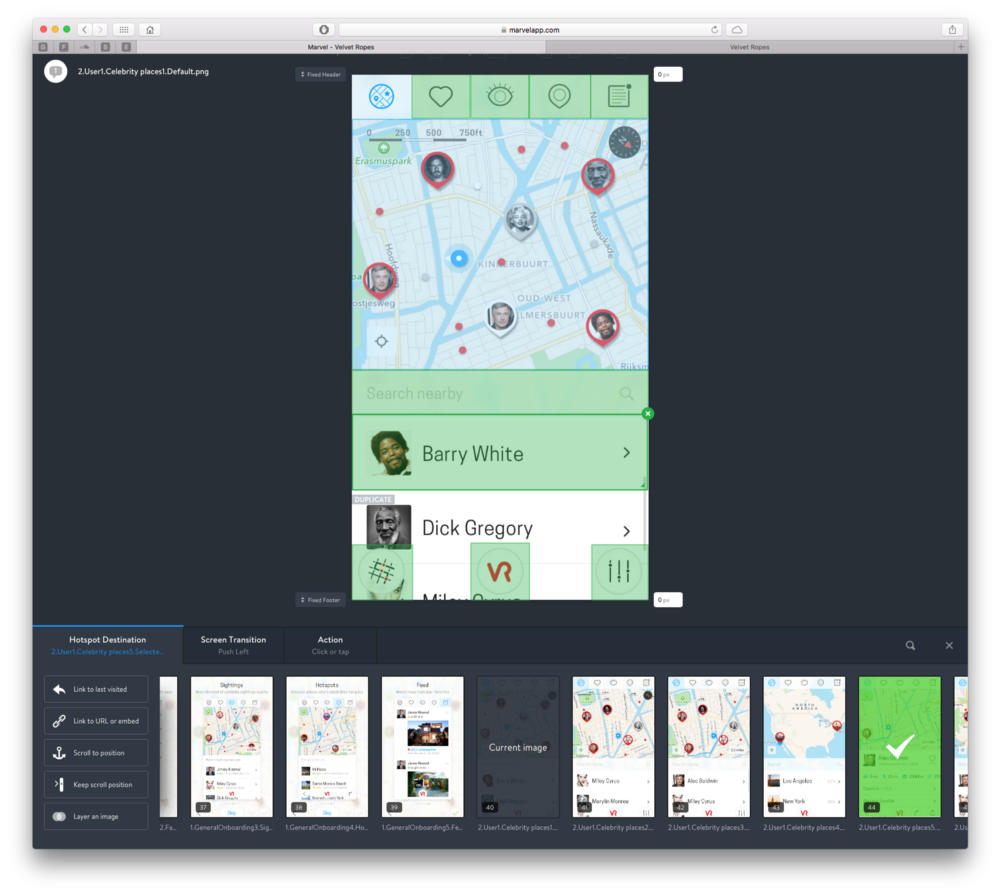 marvelapp.com
Marvel - Velvet Ropes
Velvet Ropes
2.User1.Celebrity places1.Default.png
Fixed Header
0 px
0 250 500 750ft
Erasmuspark
Nassaukade
KINKERBUURT
OUD-WEST
LMERSBUURT
ostjesweg
Rijksm
Search nearby
Barry White
DUPLICATE
Dick Gregory
VR
Miley Cyrus
Fixed Footer
0 px
Hotspot Destination
2.User1.Celebrity places5.Selecte...
Screen Transition
Push Left
Action
Click or tap
Link to last visited
Link to URL or embed
Scroll to position
Keep scroll position
Layer an image
Sightings
Hotspots
Feed
Current image
NORTH
AMERICA
Miley Cyrus
Marylin Monroe
Alec Baldwin
Miley Cyrus
Los Angeles
New York
37
38
39
40
41
42
43
44
2.Fa...
1.GeneralOnboarding3.Sig...
1.GeneralOnboarding4.Ho...
1.GeneralOnboarding5.Fe...
2.User1.Celebrity places1...
2.User1.Celebrity places2...
2.User1.Celebrity places3...
2.User1.Celebrity places4...
2.User1.Celebrity places5...
2.Us